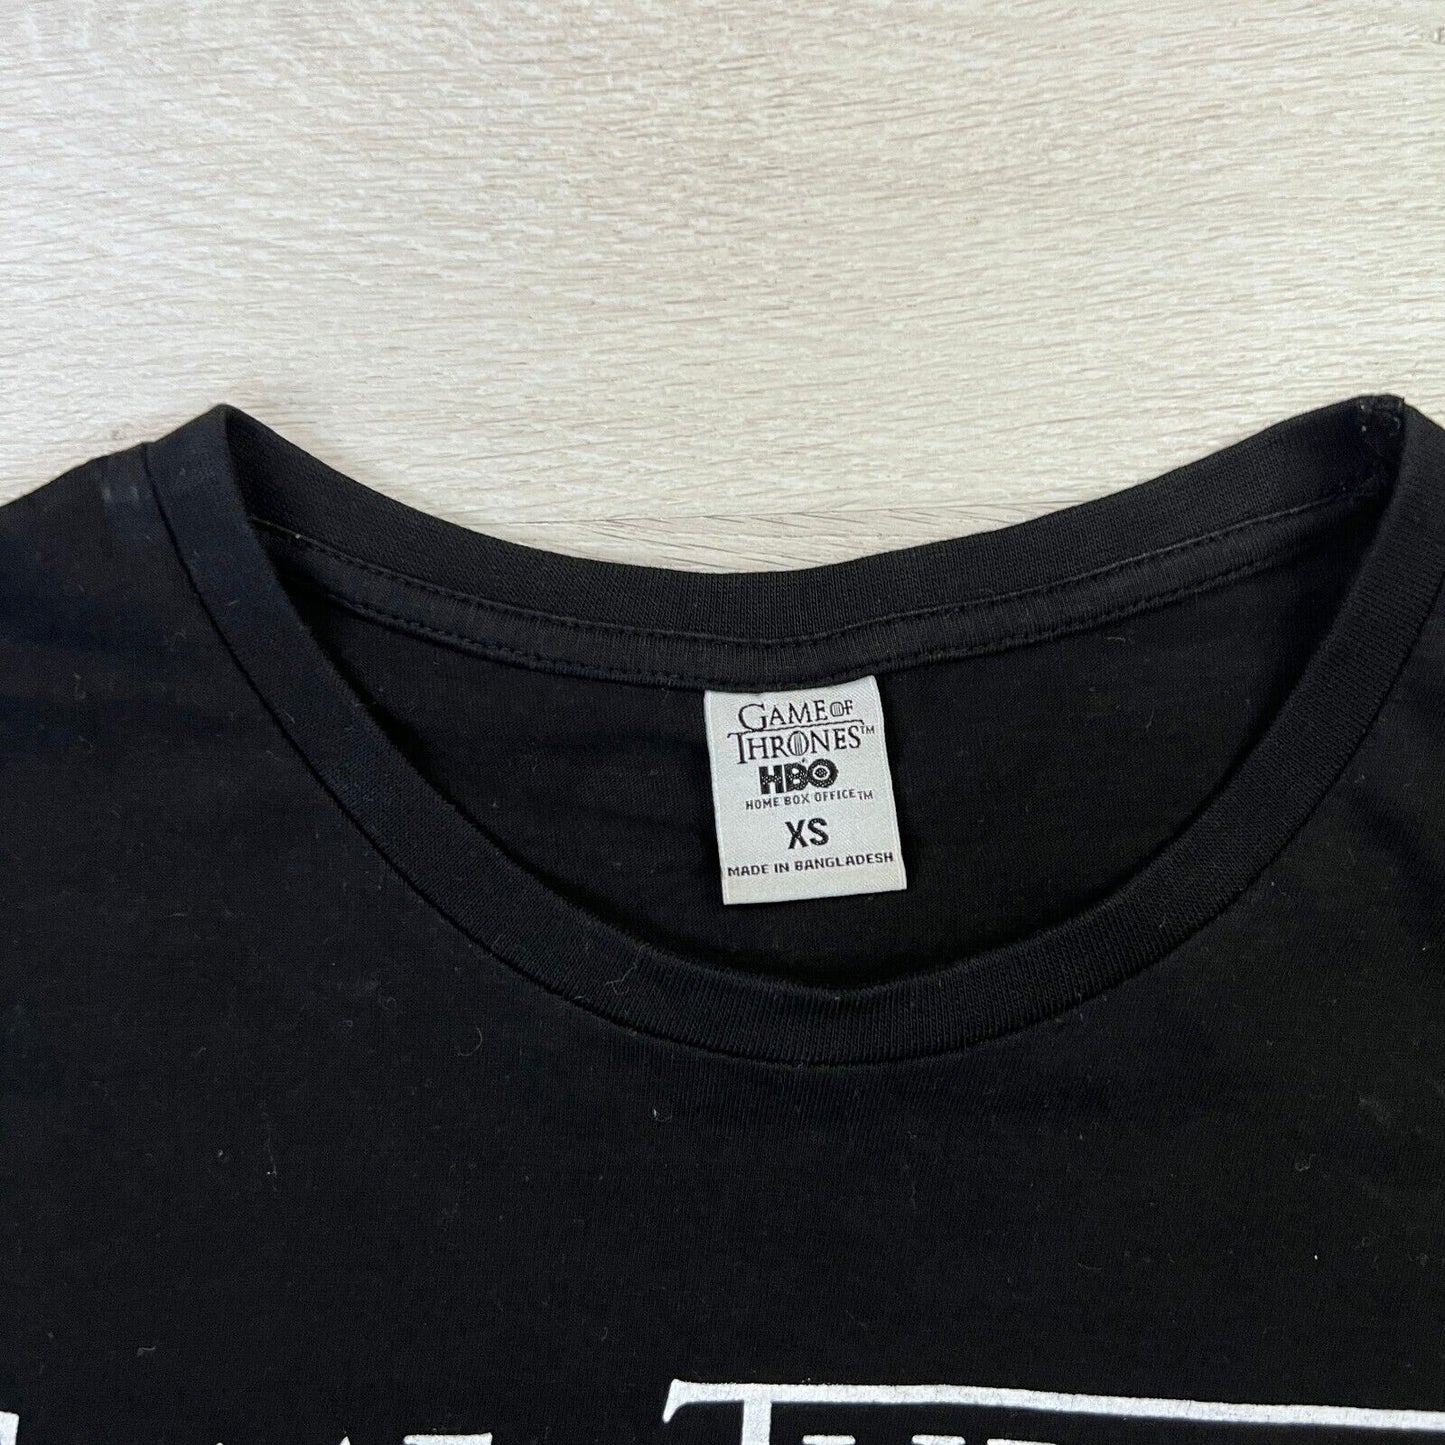 GAME OF
THRONES™
HBO
HOME BOX OFFICE™
XS
MADE IN BANGLADESH